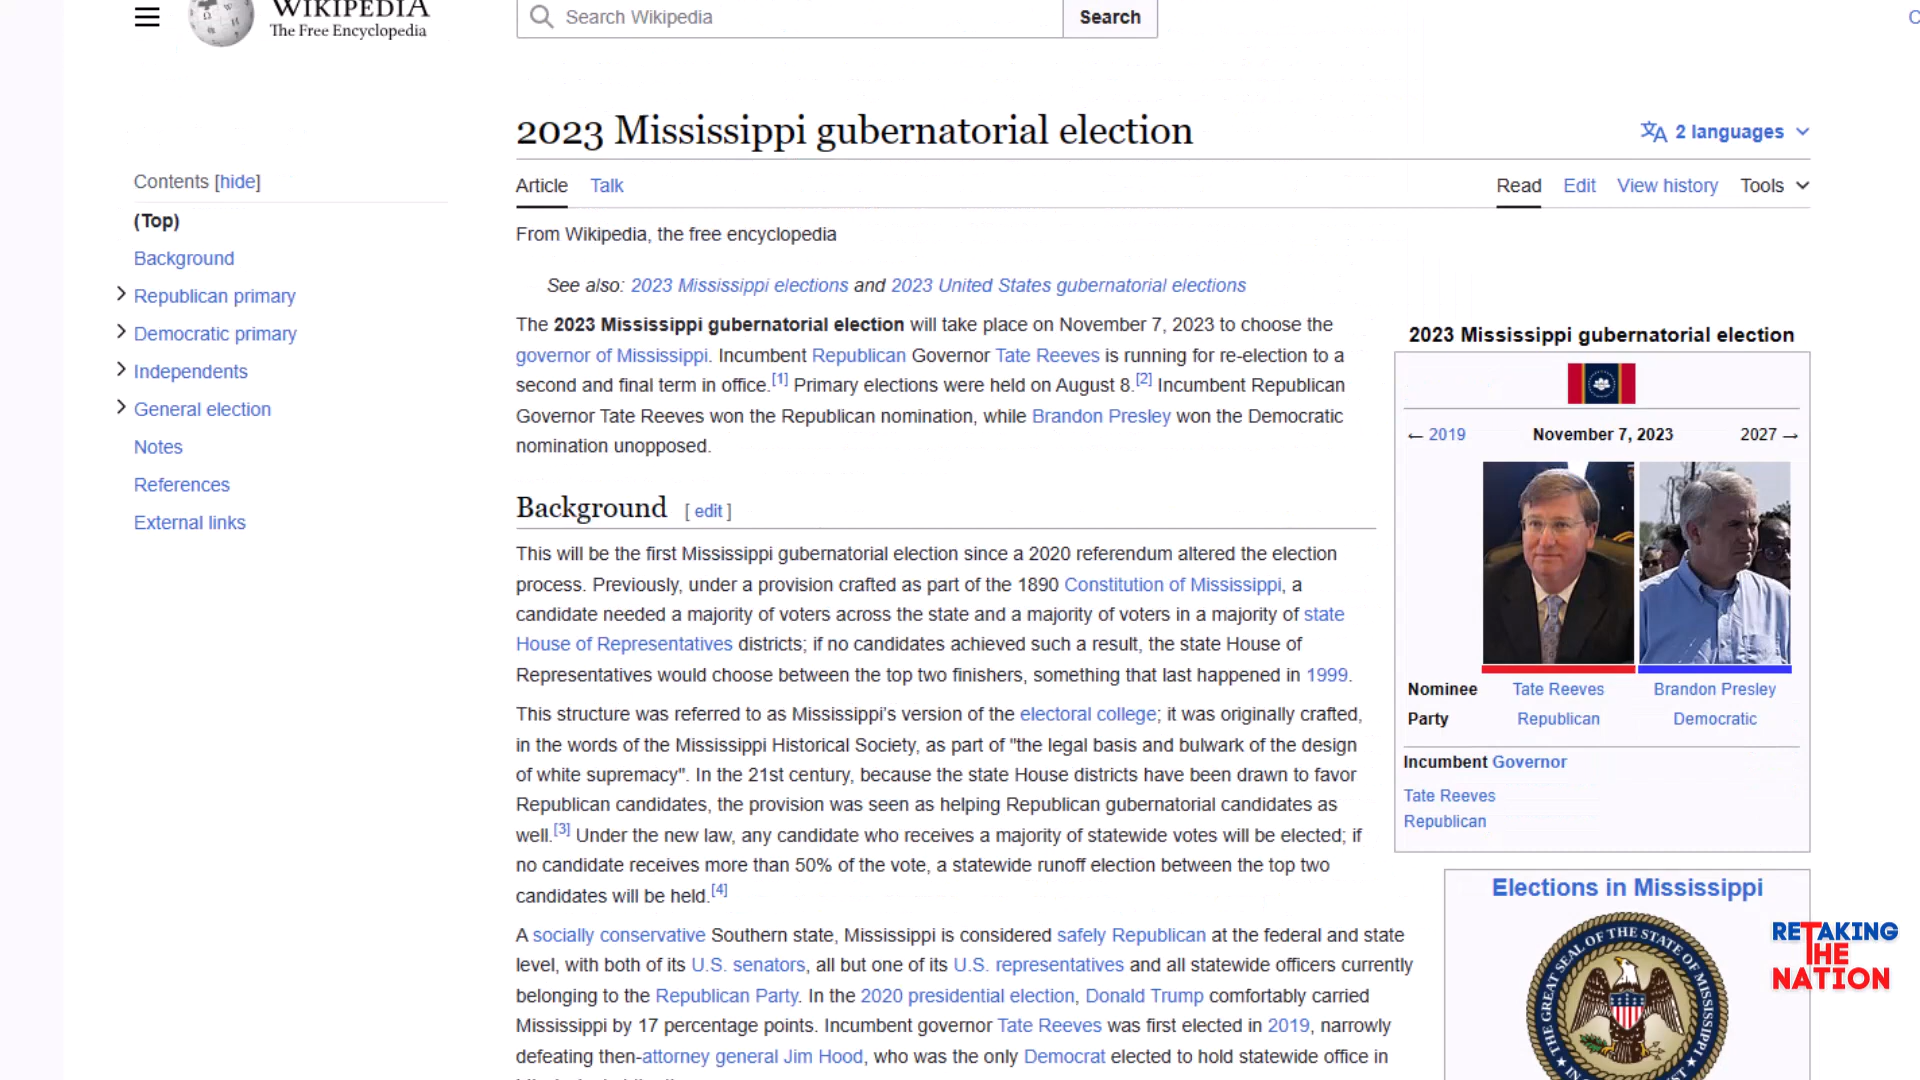 WIKIPEDIA
The Free Encyclopedia
Search Wikipedia
Search
C
2023 Mississippi gubernatorial election
2 languages
Contents [hide]
(Top)
Background
Republican primary
Democratic primary
Independents
General election
Notes
References
External links
Article Talk
Read Edit View history Tools
From Wikipedia, the free encyclopedia
See also: 2023 Mississippi elections and 2023 United States gubernatorial elections
The 2023 Mississippi gubernatorial election will take place on November 7, 2023 to choose the
governor of Mississippi. Incumbent Republican Governor Tate Reeves is running for re-election to a
second and final term in office.[1] Primary elections were held on August 8.[2] Incumbent Republican
Governor Tate Reeves won the Republican nomination, while Brandon Presley won the Democratic
nomination unopposed.
Background [ edit ]
This will be the first Mississippi gubernatorial election since a 2020 referendum altered the election
process. Previously, under a provision crafted as part of the 1890 Constitution of Mississippi, a
candidate needed a majority of voters across the state and a majority of voters in a majority of state
House of Representatives districts; if no candidates achieved such a result, the state House of
Representatives would choose between the top two finishers, something that last happened in 1999.
This structure was referred to as Mississippi's version of the electoral college; it was originally crafted,
in the words of the Mississippi Historical Society, as part of "the legal basis and bulwark of the design
of white supremacy". In the 21st century, because the state House districts have been drawn to favor
Republican candidates, the provision was seen as helping Republican gubernatorial candidates as
well.[3] Under the new law, any candidate who receives a majority of statewide votes will be elected; if
no candidate receives more than 50% of the vote, a statewide runoff election between the top two
candidates will be held.[4]
A socially conservative Southern state, Mississippi is considered safely Republican at the federal and state
level, with both of its U.S. senators, all but one of its U.S. representatives and all statewide officers currently
belonging to the Republican Party. In the 2020 presidential election, Donald Trump comfortably carried
Mississippi by 17 percentage points. Incumbent governor Tate Reeves was first elected in 2019, narrowly
defeating then-attorney general Jim Hood, who was the only Democrat elected to hold statewide office in
2023 Mississippi gubernatorial election
← 2019 November 7, 2023 2027 →
Nominee Tate Reeves Brandon Presley
Party Republican Democratic
Incumbent Governor
Tate Reeves
Republican
Elections in Mississippi
THE GREAT SEAL OF THE STATE OF MISSISSIPPI
RETAKING
THE
NATION